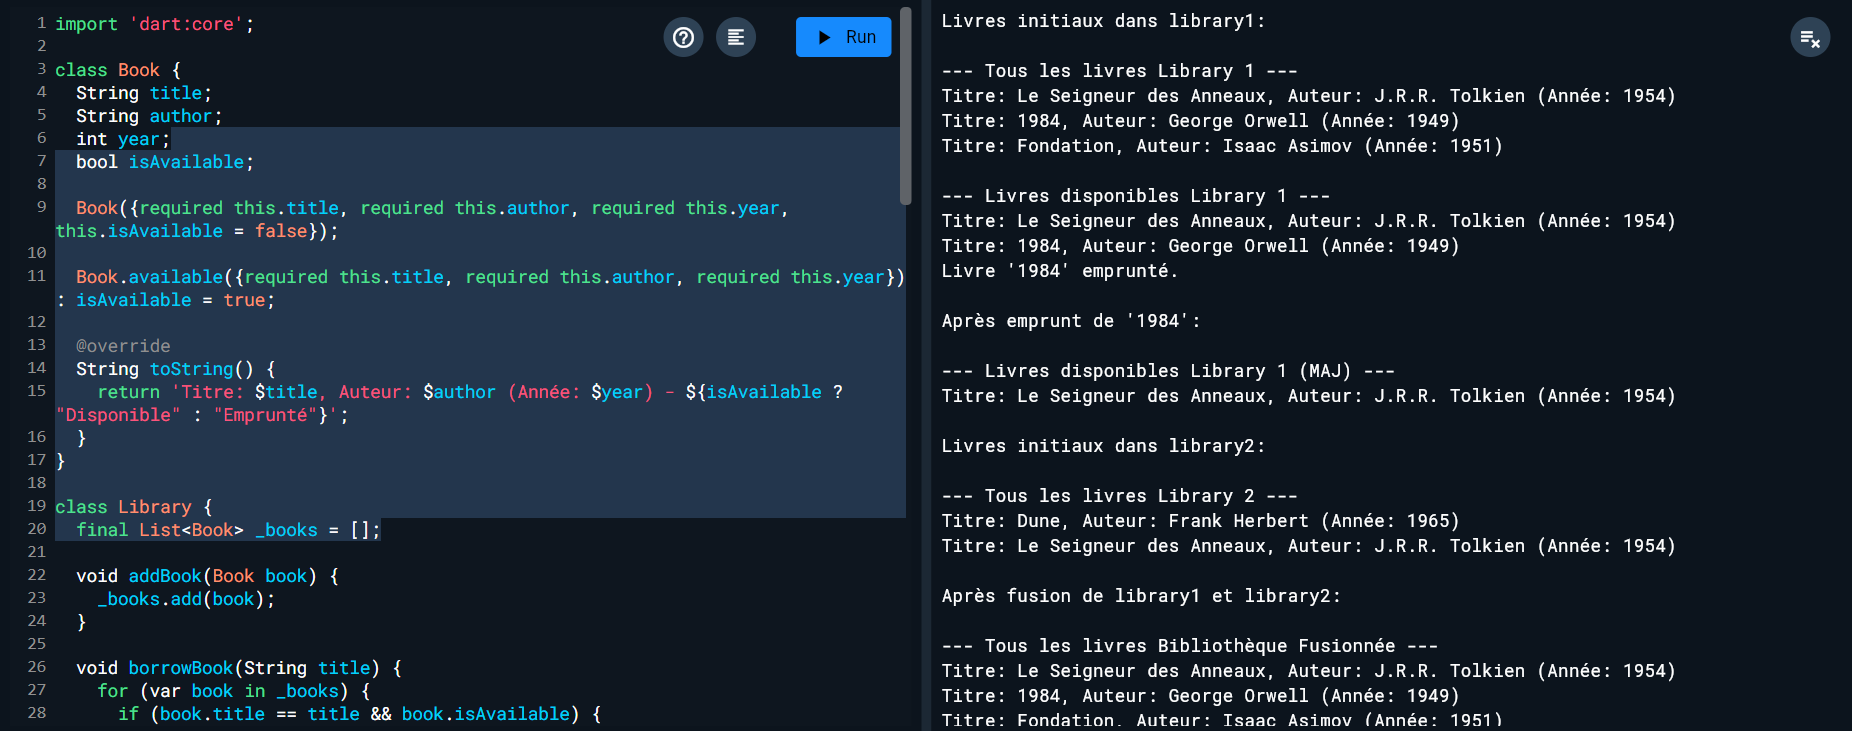 1 import 'dart:core';
2
3 class Book {
4   String title;
5   String author;
6   int year;
7   bool isAvailable;
8
9   Book({required this.title, required this.author, required this.year,
this.isAvailable = false});
10
11   Book.available({required this.title, required this.author, required this.year})
: isAvailable = true;
12
13   @override
14   String toString() {
15     return 'Titre: $title, Auteur: $author (Année: $year) - ${isAvailable ?
"Disponible" : "Emprunté"}';
16   }
17 }
18
19 class Library {
20   final List<Book> _books = [];
21
22   void addBook(Book book) {
23     _books.add(book);
24   }
25
26   void borrowBook(String title) {
27     for (var book in _books) {
28       if (book.title == title && book.isAvailable) {
Run
Livres initiaux dans library1:

--- Tous les livres Library 1 ---
Titre: Le Seigneur des Anneaux, Auteur: J.R.R. Tolkien (Année: 1954)
Titre: 1984, Auteur: George Orwell (Année: 1949)
Titre: Fondation, Auteur: Isaac Asimov (Année: 1951)

--- Livres disponibles Library 1 ---
Titre: Le Seigneur des Anneaux, Auteur: J.R.R. Tolkien (Année: 1954)
Titre: 1984, Auteur: George Orwell (Année: 1949)
Livre '1984' emprunté.

Après emprunt de '1984':

--- Livres disponibles Library 1 (MAJ) ---
Titre: Le Seigneur des Anneaux, Auteur: J.R.R. Tolkien (Année: 1954)

Livres initiaux dans library2:

--- Tous les livres Library 2 ---
Titre: Dune, Auteur: Frank Herbert (Année: 1965)
Titre: Le Seigneur des Anneaux, Auteur: J.R.R. Tolkien (Année: 1954)

Après fusion de library1 et library2:

--- Tous les livres Bibliothèque Fusionnée ---
Titre: Le Seigneur des Anneaux, Auteur: J.R.R. Tolkien (Année: 1954)
Titre: 1984, Auteur: George Orwell (Année: 1949)
Titre: Fondation, Auteur: Isaac Asimov (Année: 1951)